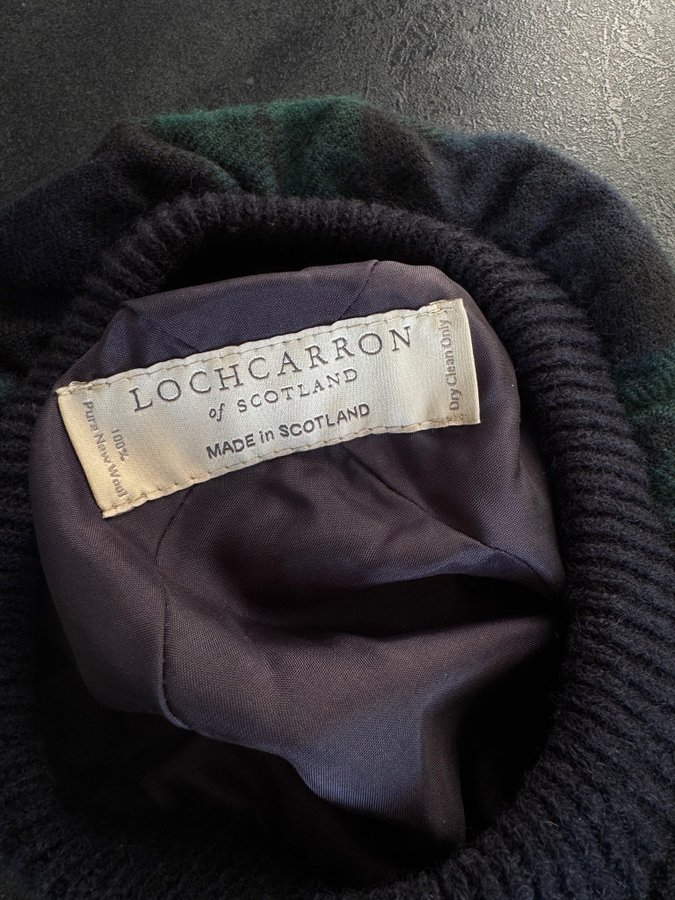 LOCHCARRON
of SCOTLAND
MADE in SCOTLAND
100%
Pure New Wool
Dry Clean Only